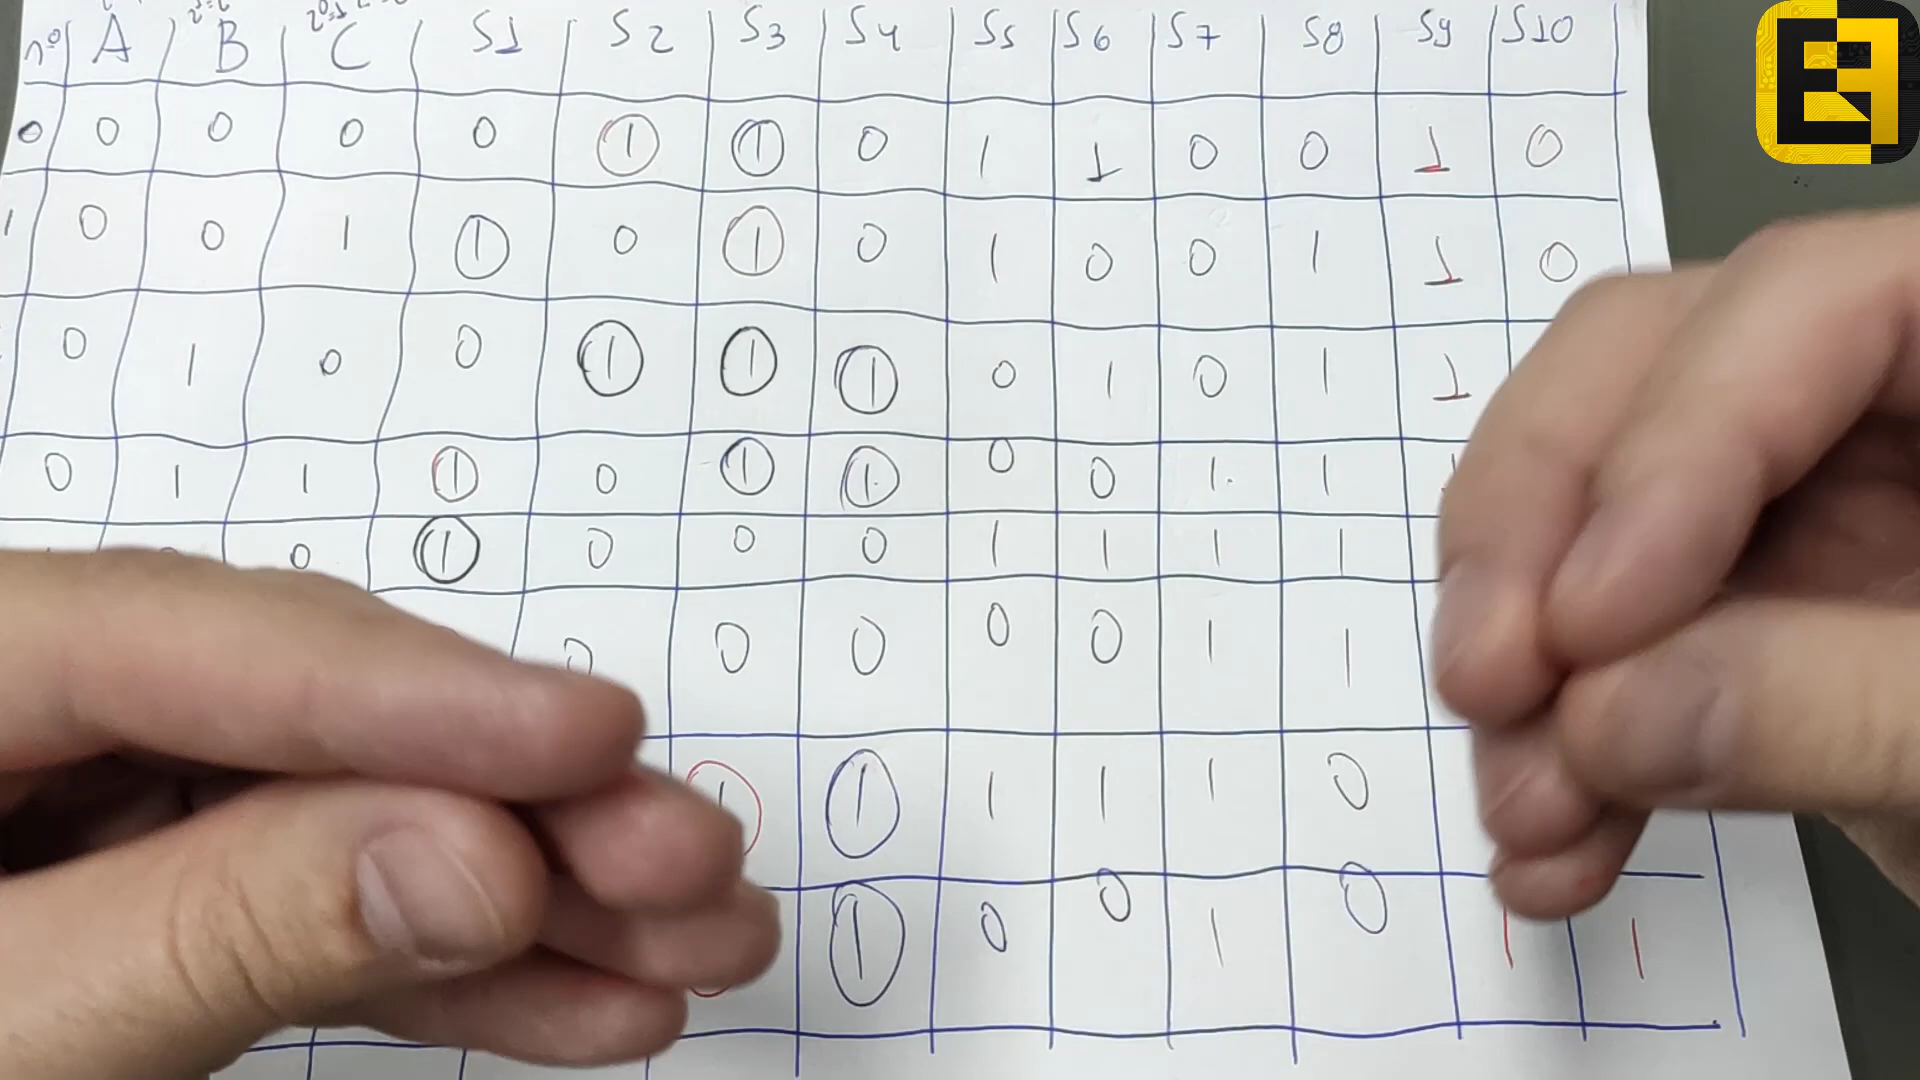 nº A B C S1 S2 S3 S4 S5 S6 S7 S8 S9 S10
0 0 0 0 0 1 1 0 1 1 0 0 1 0
1 0 0 1 1 0 1 0 1 0 0 1 1 0
0 1 0 0 1 1 1 0 1 0 1 1
0 1 1 1 0 1 1 0 0 1 1
0 1 0 0 0 1 1 1 1
0 0 0 0 0 1 1
1 1 1 1 1 0
1 0 0 1 0 1 1